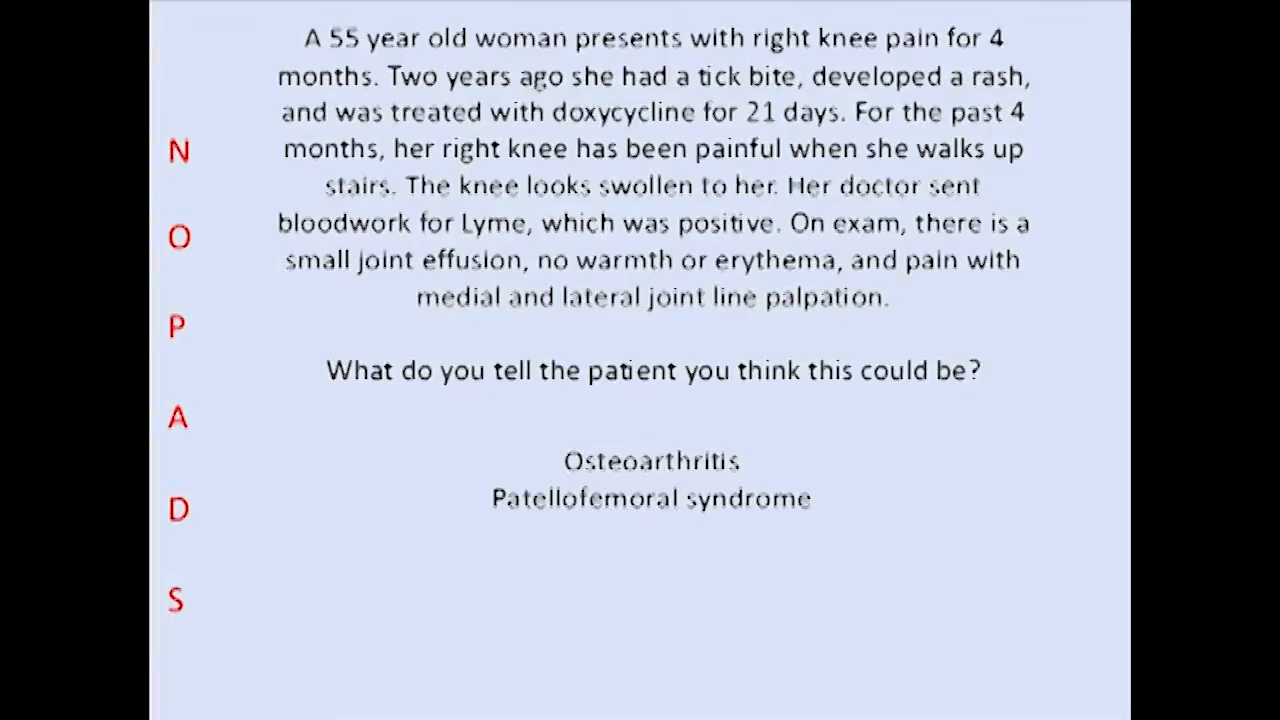 A 55 year old woman presents with right knee pain for 4
months. Two years ago she had a tick bite, developed a rash,
and was treated with doxycycline for 21 days. For the past 4
months, her right knee has been painful when she walks up
stairs. The knee looks swollen to her. Her doctor sent
bloodwork for Lyme, which was positive. On exam, there is a
small joint effusion, no warmth or erythema, and pain with
medial and lateral joint line palpation.
What do you tell the patient you think this could be?
Osteoarthritis
Patellofemoral syndrome
N
O
P
A
D
S